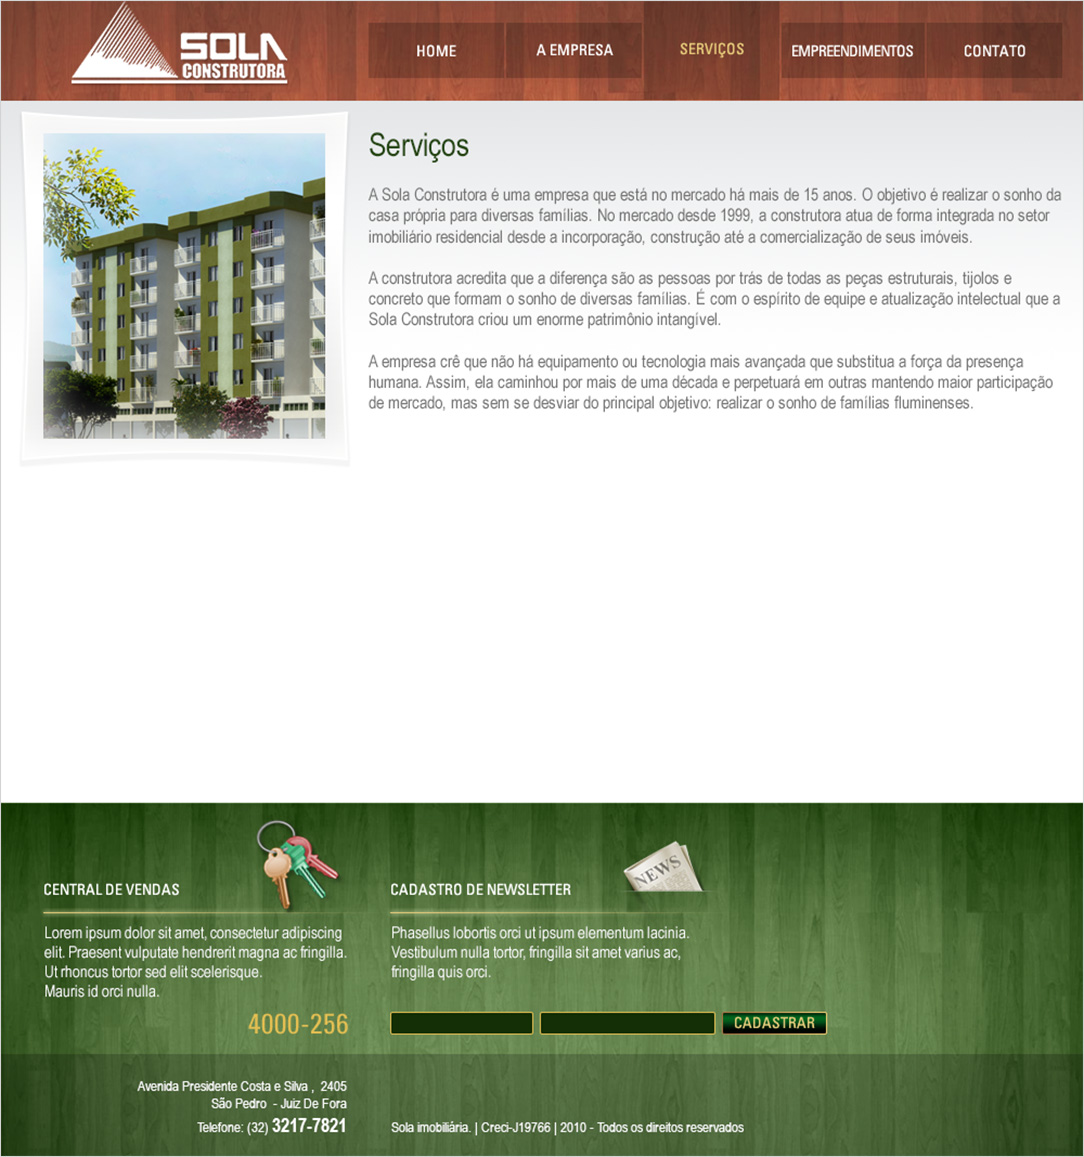 SOLA
CONSTRUTORA
HOME
A EMPRESA
SERVIÇOS
EMPREENDIMENTOS
CONTATO
Serviços
A Sola Construtora é uma empresa que está no mercado há mais de 15 anos. O objetivo é realizar o sonho da
casa própria para diversas famílias. No mercado desde 1999, a construtora atua de forma integrada no setor
imobiliário residencial desde a incorporação, construção até a comercialização de seus imóveis.
A construtora acredita que a diferença são as pessoas por trás de todas as peças estruturais, tijolos e
concreto que formam o sonho de diversas famílias. É com o espírito de equipe e atualização intelectual que a
Sola Construtora criou um enorme patrimônio intangível.
A empresa crê que não há equipamento ou tecnologia mais avançada que substitua a força da presença
humana. Assim, ela caminhou por mais de uma década e perpetuará em outras mantendo maior participação
de mercado, mas sem se desviar do principal objetivo: realizar o sonho de famílias fluminenses.
CENTRAL DE VENDAS
Lorem ipsum dolor sit amet, consectetur adipiscing
elit. Praesent vulputate hendrerit magna ac fringilla.
Ut rhoncus tortor sed elit scelerisque.
Mauris id orci nulla.
4000-256
CADASTRO DE NEWSLETTER
NEWS
Phasellus lobortis orci ut ipsum elementum lacinia.
Vestibulum nulla tortor, fringilla sit amet varius ac,
fringilla quis orci.
CADASTRAR
Avenida Presidente Costa e Silva , 2405
São Pedro - Juiz De Fora
Telefone: (32) 3217-7821
Sola imobiliária. | Creci-J19766 | 2010 - Todos os direitos reservados